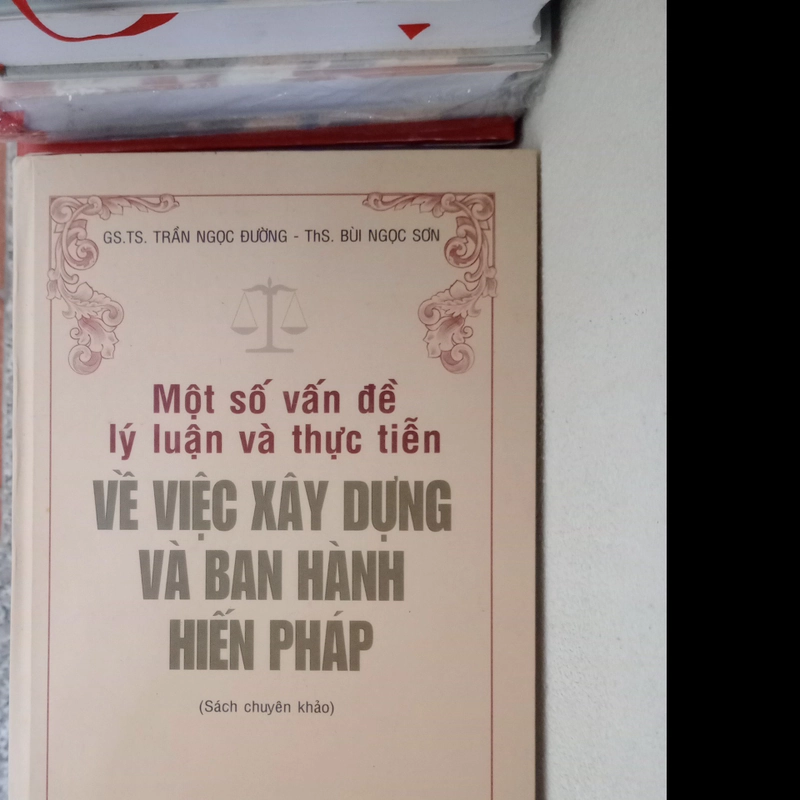 GS.TS. TRẦN NGỌC ĐƯỜNG - ThS. BÙI NGỌC SƠN
Một số vấn đề
lý luận và thực tiễn
VỀ VIỆC XÂY DỰNG
VÀ BAN HÀNH
HIẾN PHÁP
(Sách chuyên khảo)